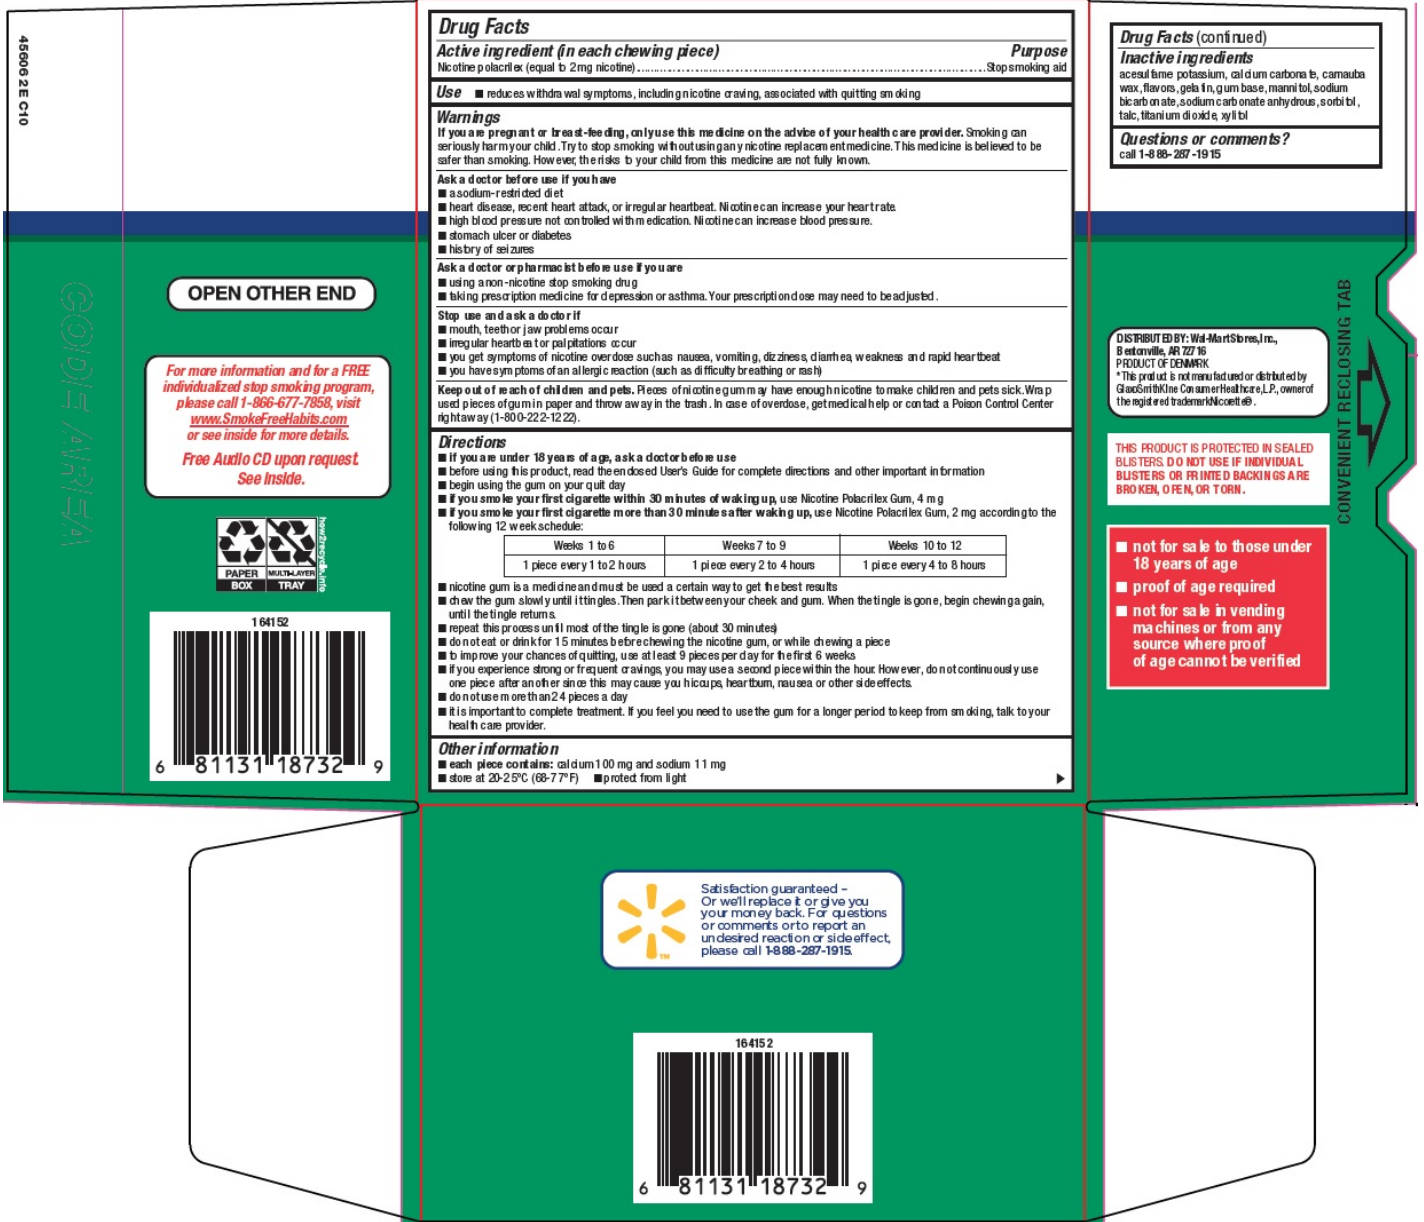 45606 2E C10
CODE AREA
OPEN OTHER END
For more information and for a FREE
individualized stop smoking program,
please call 1-866-677-7858, visit
www.SmokeFreeHabits.com
or see inside for more details.
Free Audio CD upon request.
See Inside.
PAPER
BOX
MULTI-LAYER
TRAY
how2recycle.info
164152
6 81131 18732 9
Drug Facts
Active ingredient (in each chewing piece) Purpose
Nicotine polacrilex (equal to 2 mg nicotine)........Stop smoking aid
Use ■ reduces withdrawal symptoms, including nicotine craving, associated with quitting smoking
Warnings
If you are pregnant or breast-feeding, only use this medicine on the advice of your health care provider. Smoking can
seriously harm your child. Try to stop smoking without using any nicotine replacement medicine. This medicine is believed to be
safer than smoking. However, the risks to your child from this medicine are not fully known.
Ask a doctor before use if you have
■ a sodium-restricted diet
■ heart disease, recent heart attack, or irregular heartbeat. Nicotine can increase your heart rate.
■ high blood pressure not controlled with medication. Nicotine can increase blood pressure.
■ stomach ulcer or diabetes
■ history of seizures
Ask a doctor or pharmacist before use if you are
■ using a non-nicotine stop smoking drug
■ taking prescription medicine for depression or asthma. Your prescription dose may need to be adjusted.
Stop use and ask a doctor if
■ mouth, teeth or jaw problems occur
■ irregular heartbeat or palpitations occur
■ you get symptoms of nicotine overdose such as nausea, vomiting, dizziness, diarrhea, weakness and rapid heartbeat
■ you have symptoms of an allergic reaction (such as difficulty breathing or rash)
Keep out of reach of children and pets. Pieces of nicotine gum may have enough nicotine to make children and pets sick. Wrap
used pieces of gum in paper and throw away in the trash. In case of overdose, get medical help or contact a Poison Control Center
right away (1-800-222-1222).
Directions
■ if you are under 18 years of age, ask a doctor before use
■ before using this product, read the enclosed User's Guide for complete directions and other important information
■ begin using the gum on your quit day
■ if you smoke your first cigarette within 30 minutes of waking up, use Nicotine Polacrilex Gum, 4 mg
■ if you smoke your first cigarette more than 30 minutes after waking up, use Nicotine Polacrilex Gum, 2 mg according to the
following 12 week schedule:
Weeks 1 to 6 Weeks 7 to 9 Weeks 10 to 12
1 piece every 1 to 2 hours 1 piece every 2 to 4 hours 1 piece every 4 to 8 hours
■ nicotine gum is a medicine and must be used a certain way to get the best results
■ chew the gum slowly until it tingles. Then park it between your cheek and gum. When the tingle is gone, begin chewing again,
until the tingle returns.
■ repeat this process until most of the tingle is gone (about 30 minutes)
■ do not eat or drink for 15 minutes before chewing the nicotine gum, or while chewing a piece
■ to improve your chances of quitting, use at least 9 pieces per day for the first 6 weeks
■ if you experience strong or frequent cravings, you may use a second piece within the hour. However, do not continuously use
one piece after another since this may cause you hiccups, heartburn, nausea or other side effects.
■ do not use more than 24 pieces a day
■ it is important to complete treatment. If you feel you need to use the gum for a longer period to keep from smoking, talk to your
health care provider.
Other information
■ each piece contains: calcium 100 mg and sodium 11 mg
■ store at 20-25°C (68-77°F) ■ protect from light
Drug Facts (continued)
Inactive ingredients
acesulfame potassium, calcium carbonate, carnauba
wax, flavors, gelatin, gum base, mannitol, sodium
bicarbonate, sodium carbonate anhydrous, sorbitol,
talc, titanium dioxide, xylitol
Questions or comments?
call 1-888-287-1915
DISTRIBUTED BY: Wal-Mart Stores, Inc.,
Bentonville, AR 72716
PRODUCT OF DENMARK
*This product is not manufactured or distributed by
GlaxoSmithKline Consumer Healthcare, L.P., owner of
the registered trademark Nicorette®.
THIS PRODUCT IS PROTECTED IN SEALED
BLISTERS. DO NOT USE IF INDIVIDUAL
BLISTERS OR PRINTED BACKINGS ARE
BROKEN, OPEN, OR TORN.
■ not for sale to those under
18 years of age
■ proof of age required
■ not for sale in vending
machines or from any
source where proof
of age cannot be verified
CONVENIENT RECLOSING TAB
Satisfaction guaranteed –
Or we'll replace it or give you
your money back. For questions
or comments or to report an
undesired reaction or side effect,
please call 1-888-287-1915.
TM
164152
6 81131 18732 9